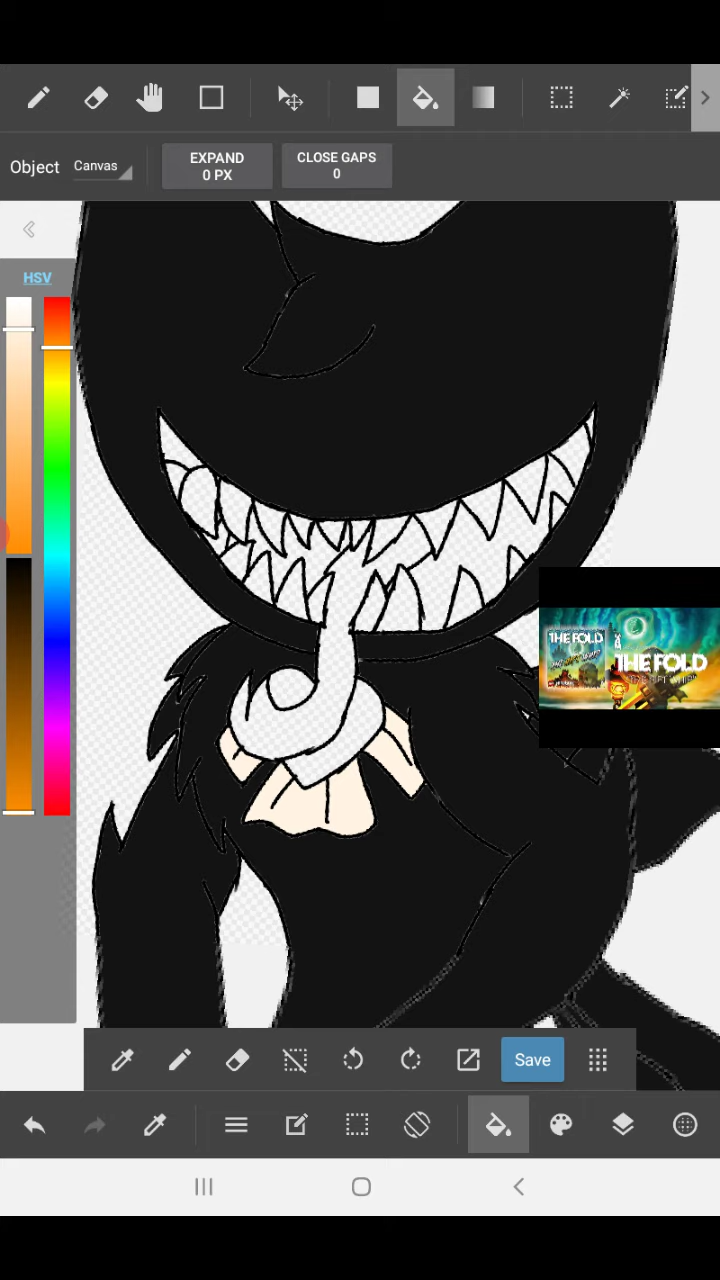 Object Canvas
EXPAND
0 PX
CLOSE GAPS
0
HSV
THE FOLD
THE FOLD
Save